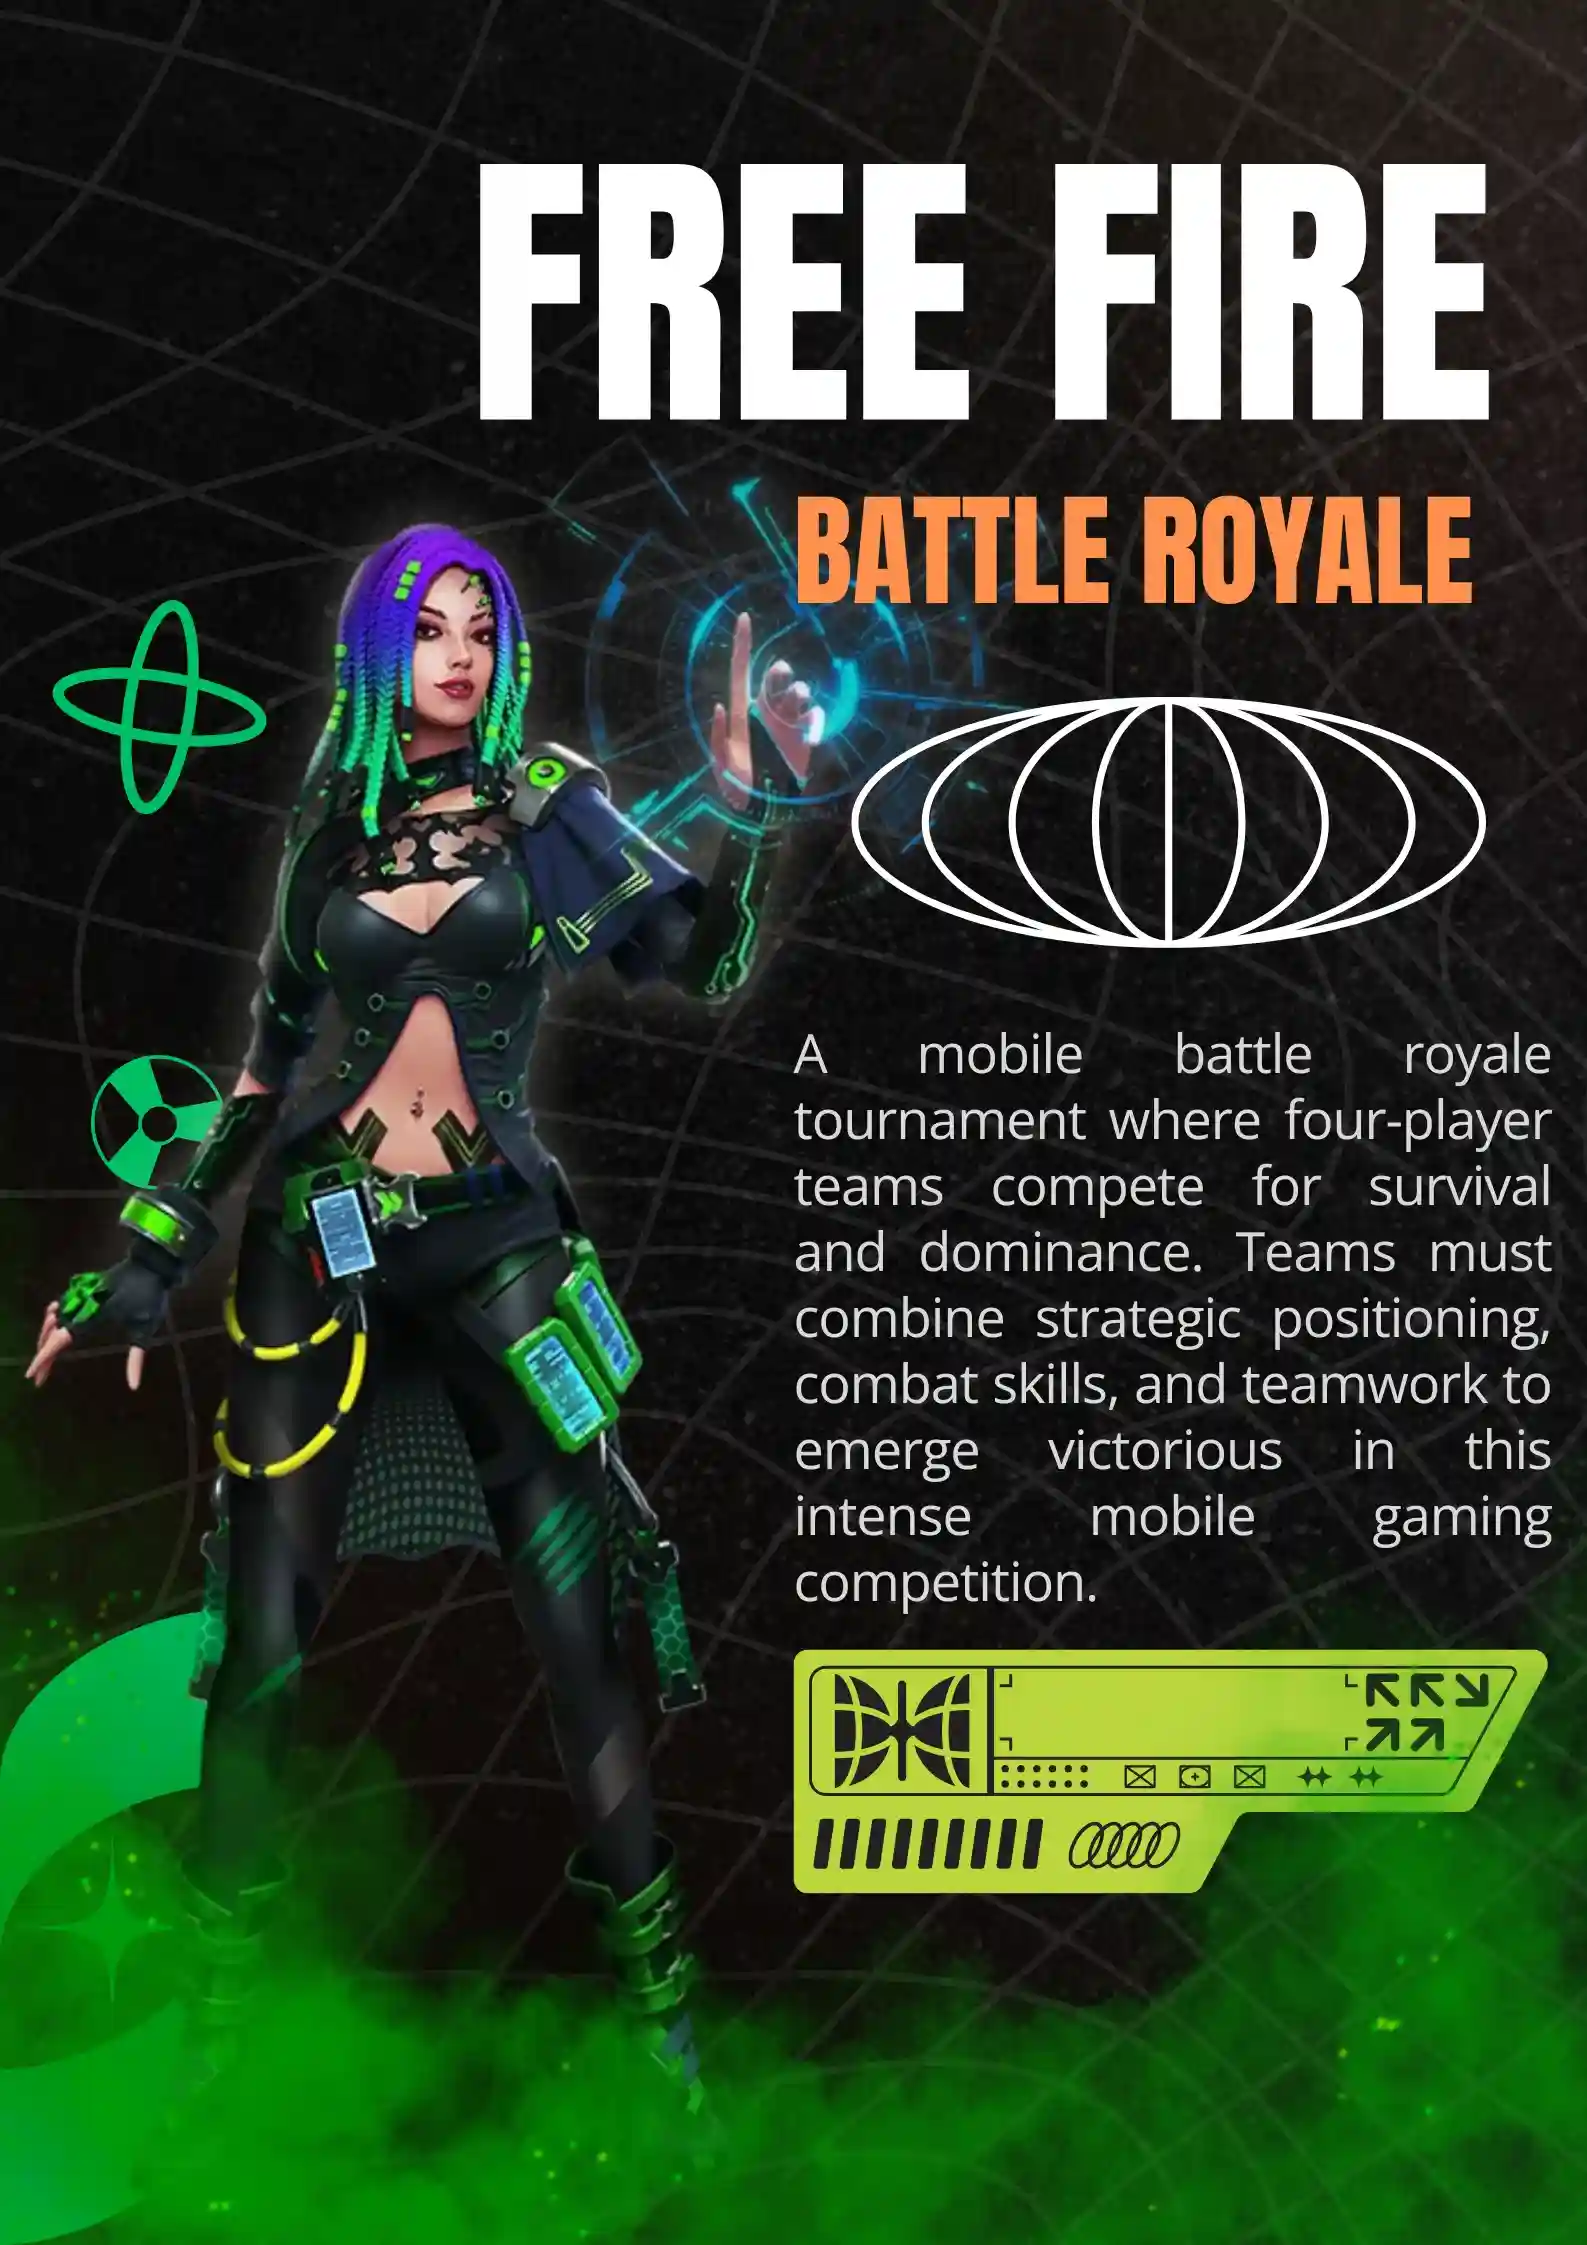 FREE FIRE
BATTLE ROYALE
A mobile battle royale
tournament where four-player
teams compete for survival
and dominance. Teams must
combine strategic positioning,
combat skills, and teamwork to
emerge victorious in this
intense mobile gaming
competition.